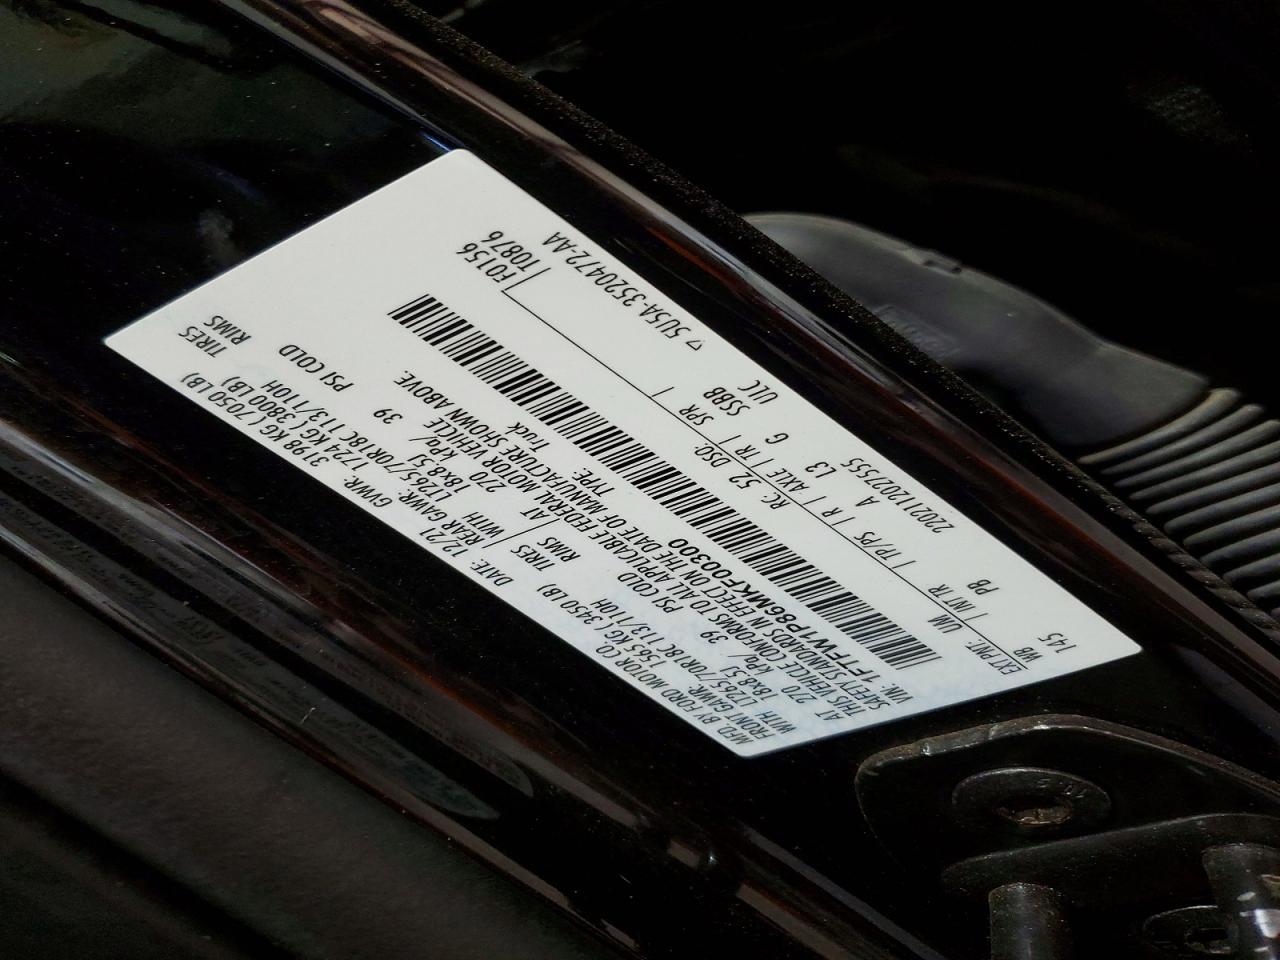 MFD. BY FORD MOTOR CO. DATE: 12/21 GVWR: 3198 KG ( 7050 LB)
FRONT GAWR: 1565 KG ( 3450 LB) REAR GAWR: 1724 KG ( 3800 LB)
WITH LT265/70R18C 113/110H TIRES WITH LT265/70R18C 113/110H TIRES
18x8.5J RIMS 18x8.5J RIMS
AT 270 kPa/ 39 PSI COLD AT 270 kPa/ 39 PSI COLD
THIS VEHICLE CONFORMS TO ALL APPLICABLE FEDERAL MOTOR VEHICLE
SAFETY STANDARDS IN EFFECT ON THE DATE OF MANUFACTURE SHOWN ABOVE.
VIN: 1FTFW1P86MKF00300 TYPE: Truck
F0156
T0876
EXT PNT: UM RC: 52 DSO:
WB INT TR TP/PS R AXLE TR SPR
145 PB A L3 G SSBB
ULC
22021120Z555 ▽ 5U5A-3520472-AA